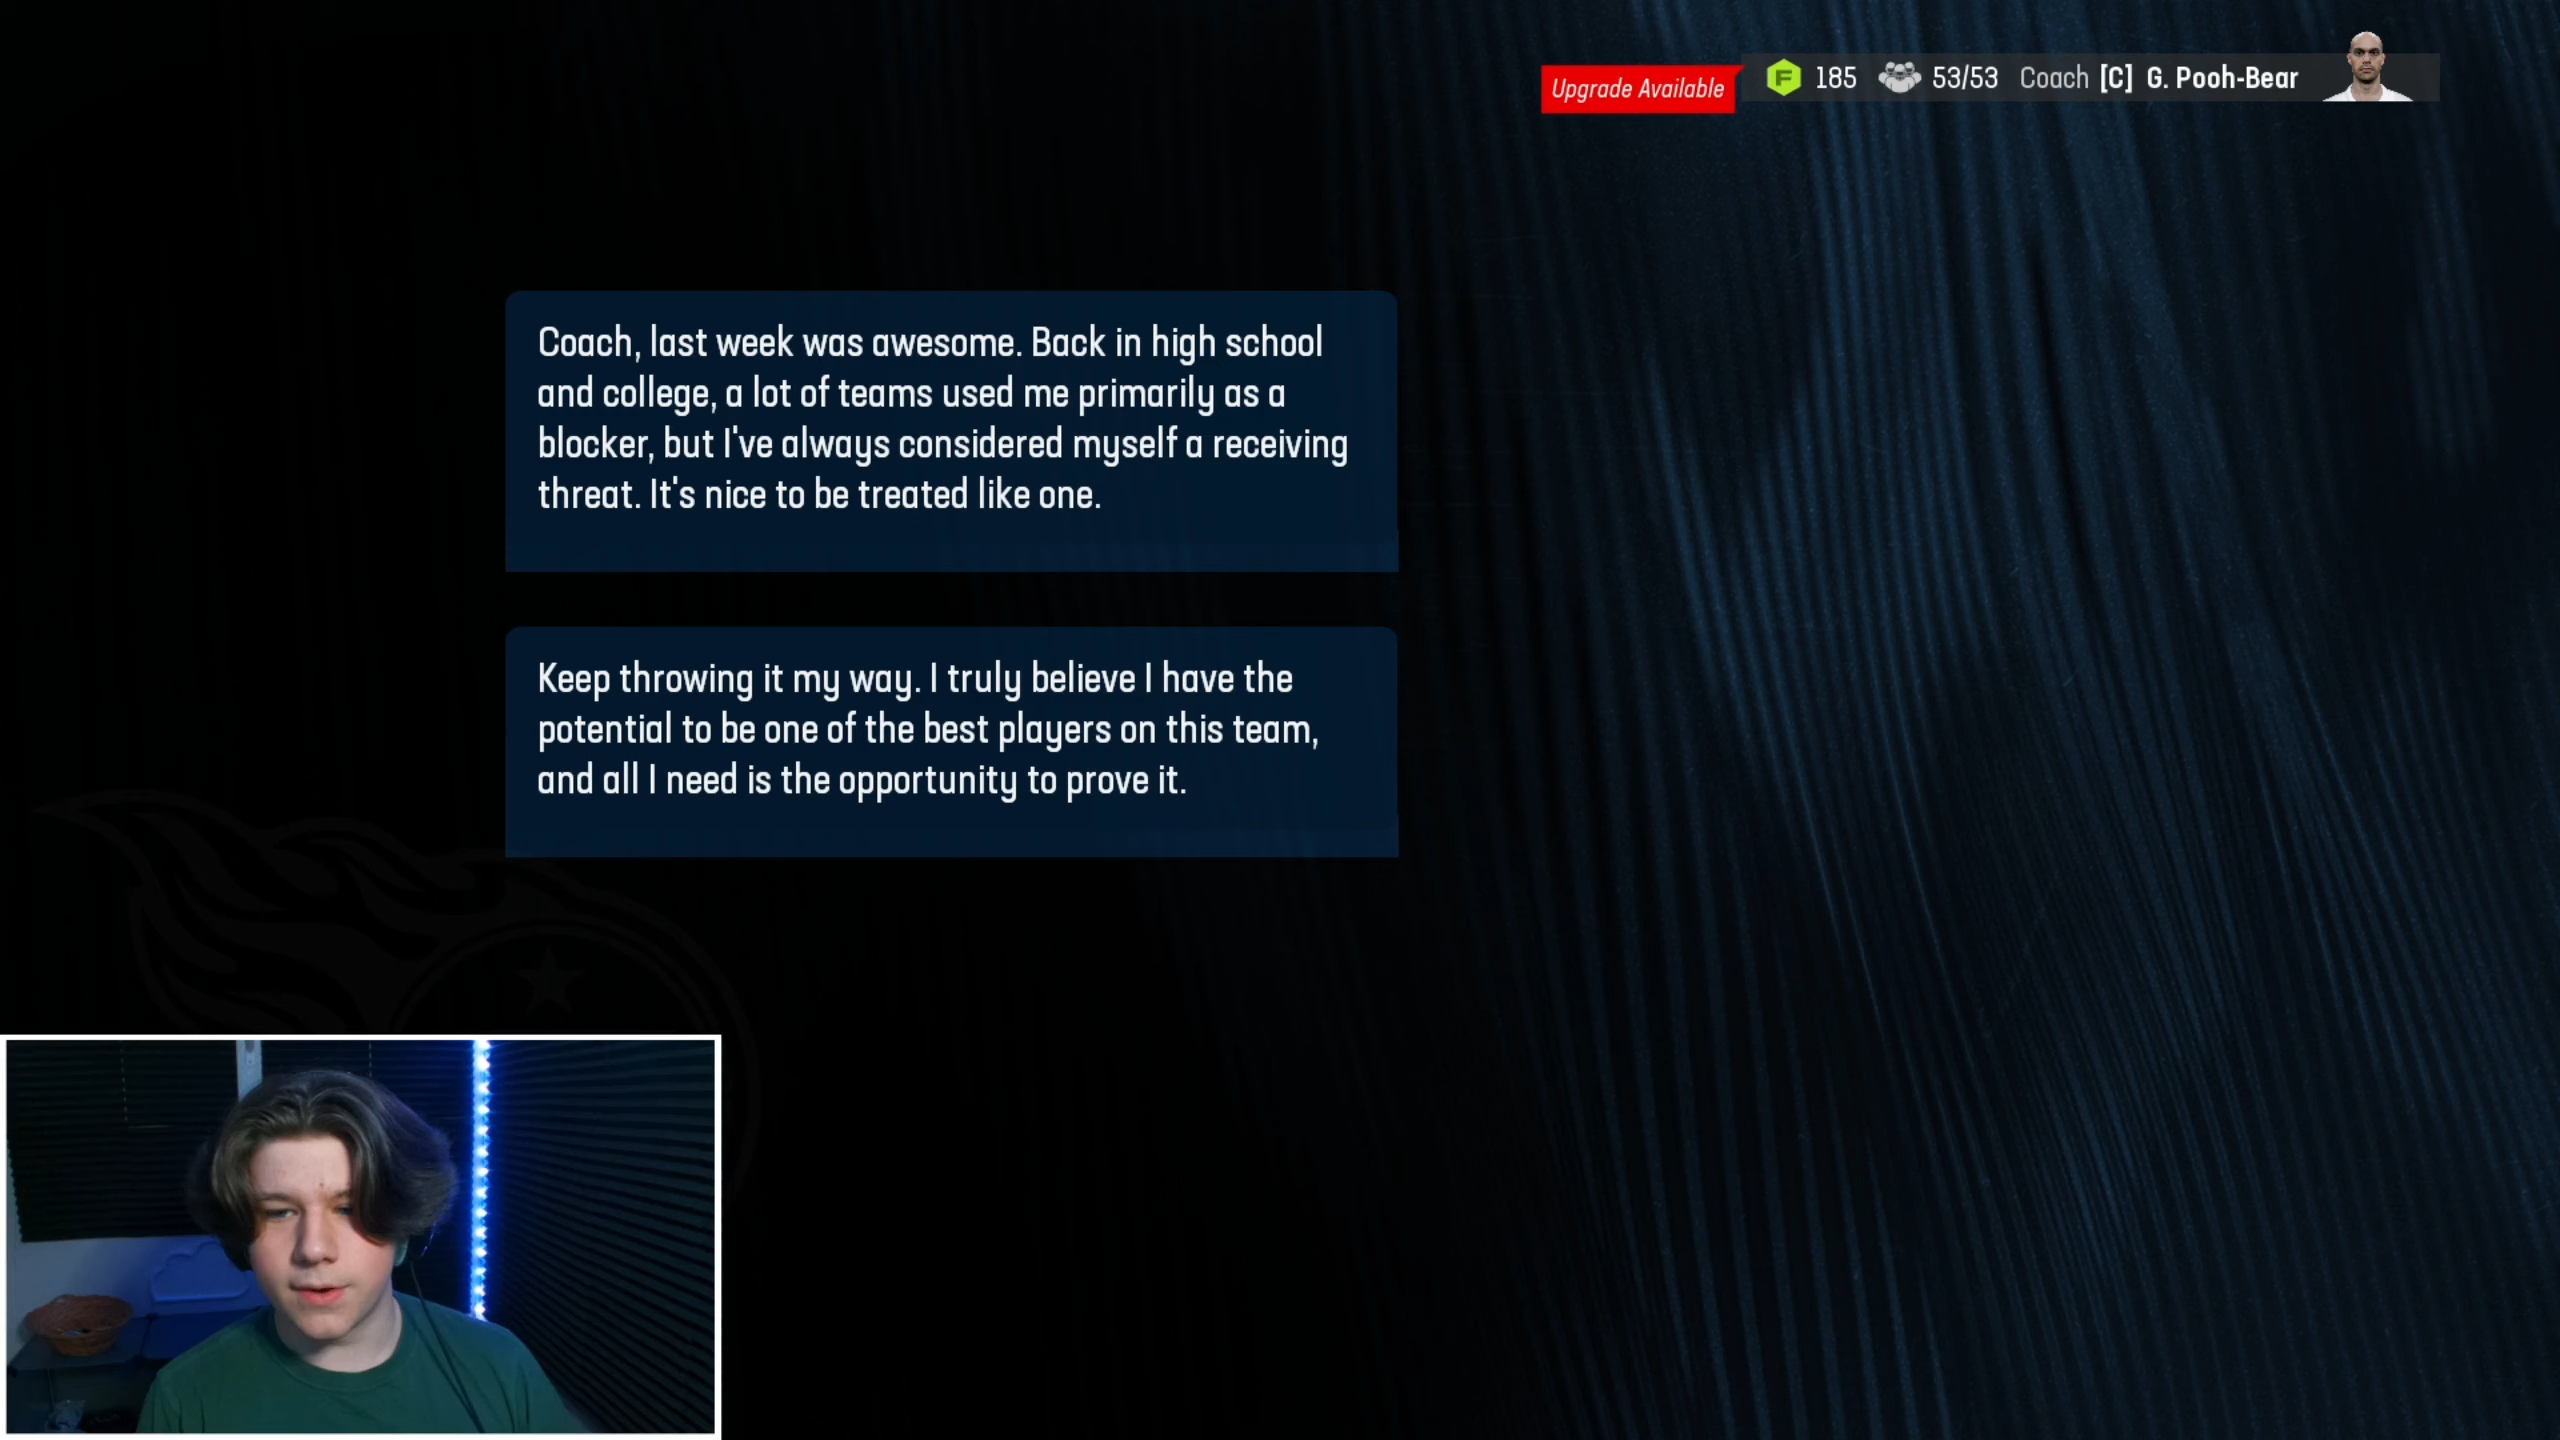 Upgrade Available
185 53/53 Coach [C] G. Pooh-Bear
Coach, last week was awesome. Back in high school
and college, a lot of teams used me primarily as a
blocker, but I've always considered myself a receiving
threat. It's nice to be treated like one.
Keep throwing it my way. I truly believe I have the
potential to be one of the best players on this team,
and all I need is the opportunity to prove it.